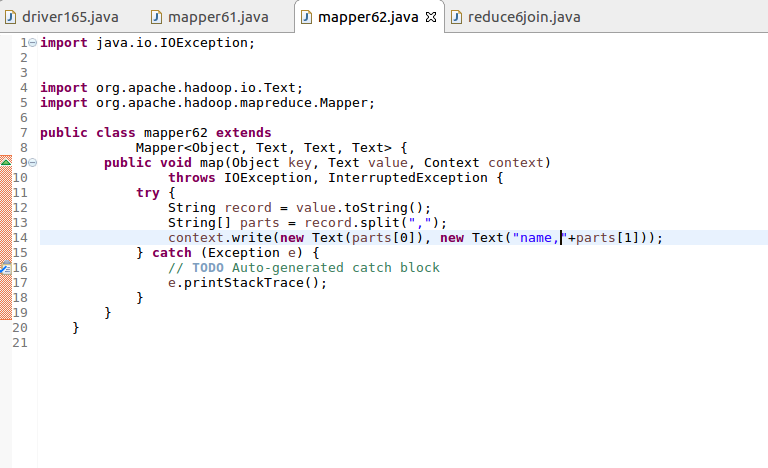 driver165.java mapper61.java mapper62.java reduce6join.java
1 import java.io.IOException;
2
3
4 import org.apache.hadoop.io.Text;
5 import org.apache.hadoop.mapreduce.Mapper;
6
7 public class mapper62 extends
8 Mapper<Object, Text, Text, Text> {
9 public void map(Object key, Text value, Context context)
10 throws IOException, InterruptedException {
11 try {
12 String record = value.toString();
13 String[] parts = record.split(",");
14 context.write(new Text(parts[0]), new Text("name,"+parts[1]));
15 } catch (Exception e) {
16 // TODO Auto-generated catch block
17 e.printStackTrace();
18 }
19 }
20 }
21